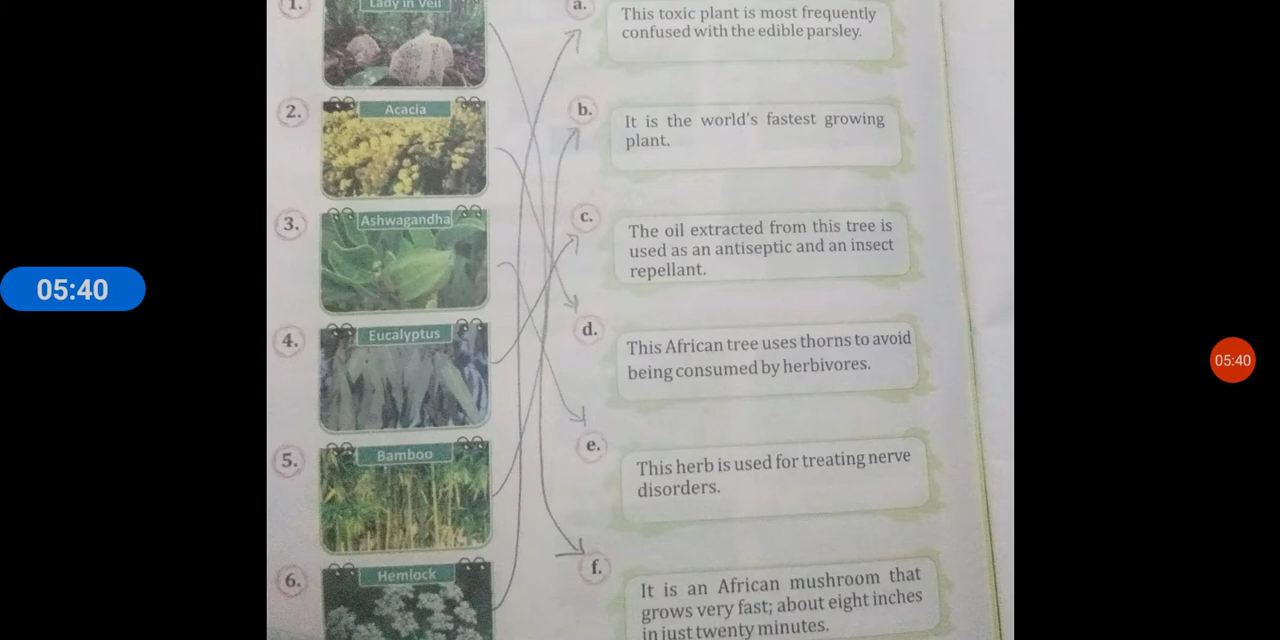 1.
Lady in Veil
a.
This toxic plant is most frequently
confused with the edible parsley.
2.
Acacia
b.
It is the world's fastest growing
plant.
3.
Ashwagandha
c.
The oil extracted from this tree is
used as an antiseptic and an insect
repellant.
4.
Eucalyptus
d.
This African tree uses thorns to avoid
being consumed by herbivores.
5.
Bamboo
e.
This herb is used for treating nerve
disorders.
6.
Hemlock
f.
It is an African mushroom that
grows very fast; about eight inches
in just twenty minutes.
05:40
05:40